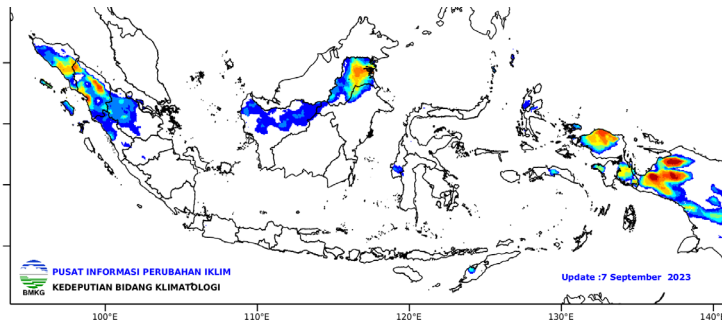 PUSAT INFORMASI PERUBAHAN IKLIM
KEDEPUTIAN BIDANG KLIMATOLOGI
BMKG
Update :7 September 2023
100°E 110°E 120°E 130°E 140°